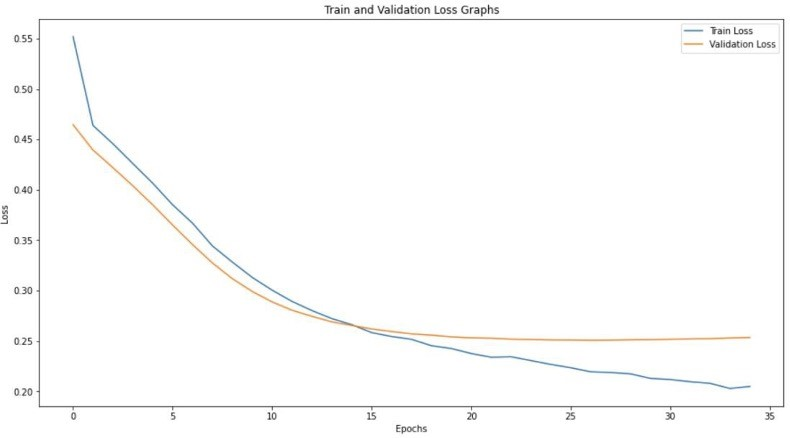 Train and Validation Loss Graphs
Train Loss
Validation Loss
0.55
0.50
0.45
0.40
0.35
0.30
0.25
0.20
Loss
0 5 10 15 20 25 30 35
Epochs